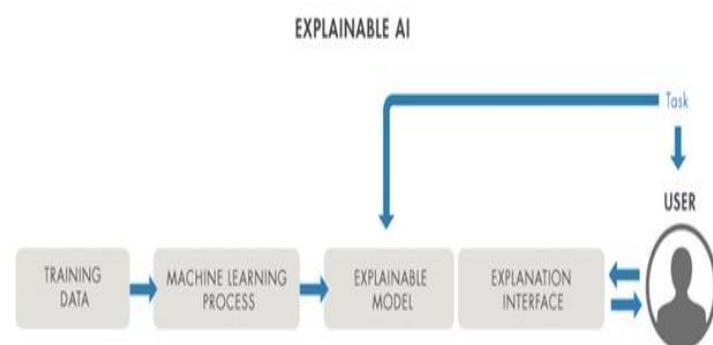 EXPLAINABLE AI
Task
USER
TRAINING
DATA
MACHINE LEARNING
PROCESS
EXPLAINABLE
MODEL
EXPLANATION
INTERFACE